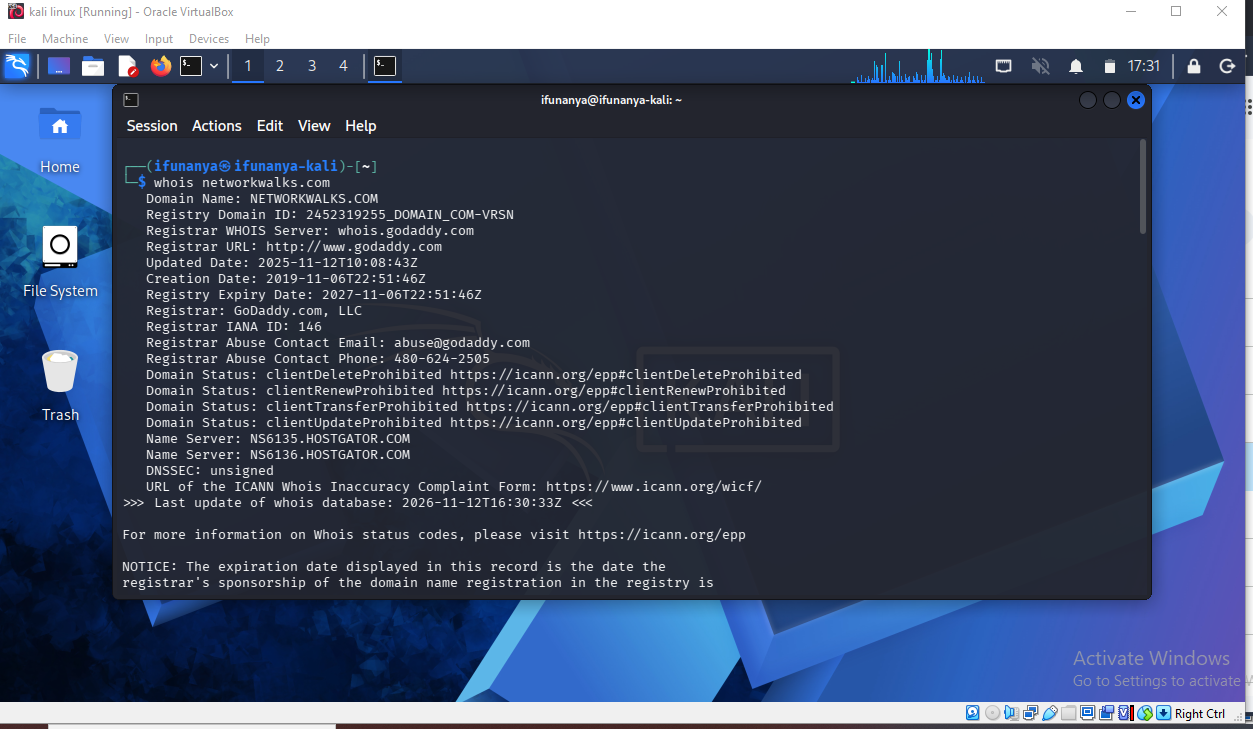 kali linux [Running] - Oracle VirtualBox
File Machine View Input Devices Help
1 2 3 4 17:31
ifunanya@ifunanya-kali: ~
Session Actions Edit View Help
Home
File System
Trash
┌──(ifunanya㉿ifunanya-kali)-[~]
└─$ whois networkwalks.com
Domain Name: NETWORKWALKS.COM
Registry Domain ID: 2452319255_DOMAIN_COM-VRSN
Registrar WHOIS Server: whois.godaddy.com
Registrar URL: http://www.godaddy.com
Updated Date: 2025-11-12T10:08:43Z
Creation Date: 2019-11-06T22:51:46Z
Registry Expiry Date: 2027-11-06T22:51:46Z
Registrar: GoDaddy.com, LLC
Registrar IANA ID: 146
Registrar Abuse Contact Email: abuse@godaddy.com
Registrar Abuse Contact Phone: 480-624-2505
Domain Status: clientDeleteProhibited https://icann.org/epp#clientDeleteProhibited
Domain Status: clientRenewProhibited https://icann.org/epp#clientRenewProhibited
Domain Status: clientTransferProhibited https://icann.org/epp#clientTransferProhibited
Domain Status: clientUpdateProhibited https://icann.org/epp#clientUpdateProhibited
Name Server: NS6135.HOSTGATOR.COM
Name Server: NS6136.HOSTGATOR.COM
DNSSEC: unsigned
URL of the ICANN Whois Inaccuracy Complaint Form: https://www.icann.org/wicf/
>>> Last update of whois database: 2026-11-12T16:30:33Z <<<
For more information on Whois status codes, please visit https://icann.org/epp
NOTICE: The expiration date displayed in this record is the date the
registrar's sponsorship of the domain name registration in the registry is
Activate Windows
Go to Settings to activate
Right Ctrl